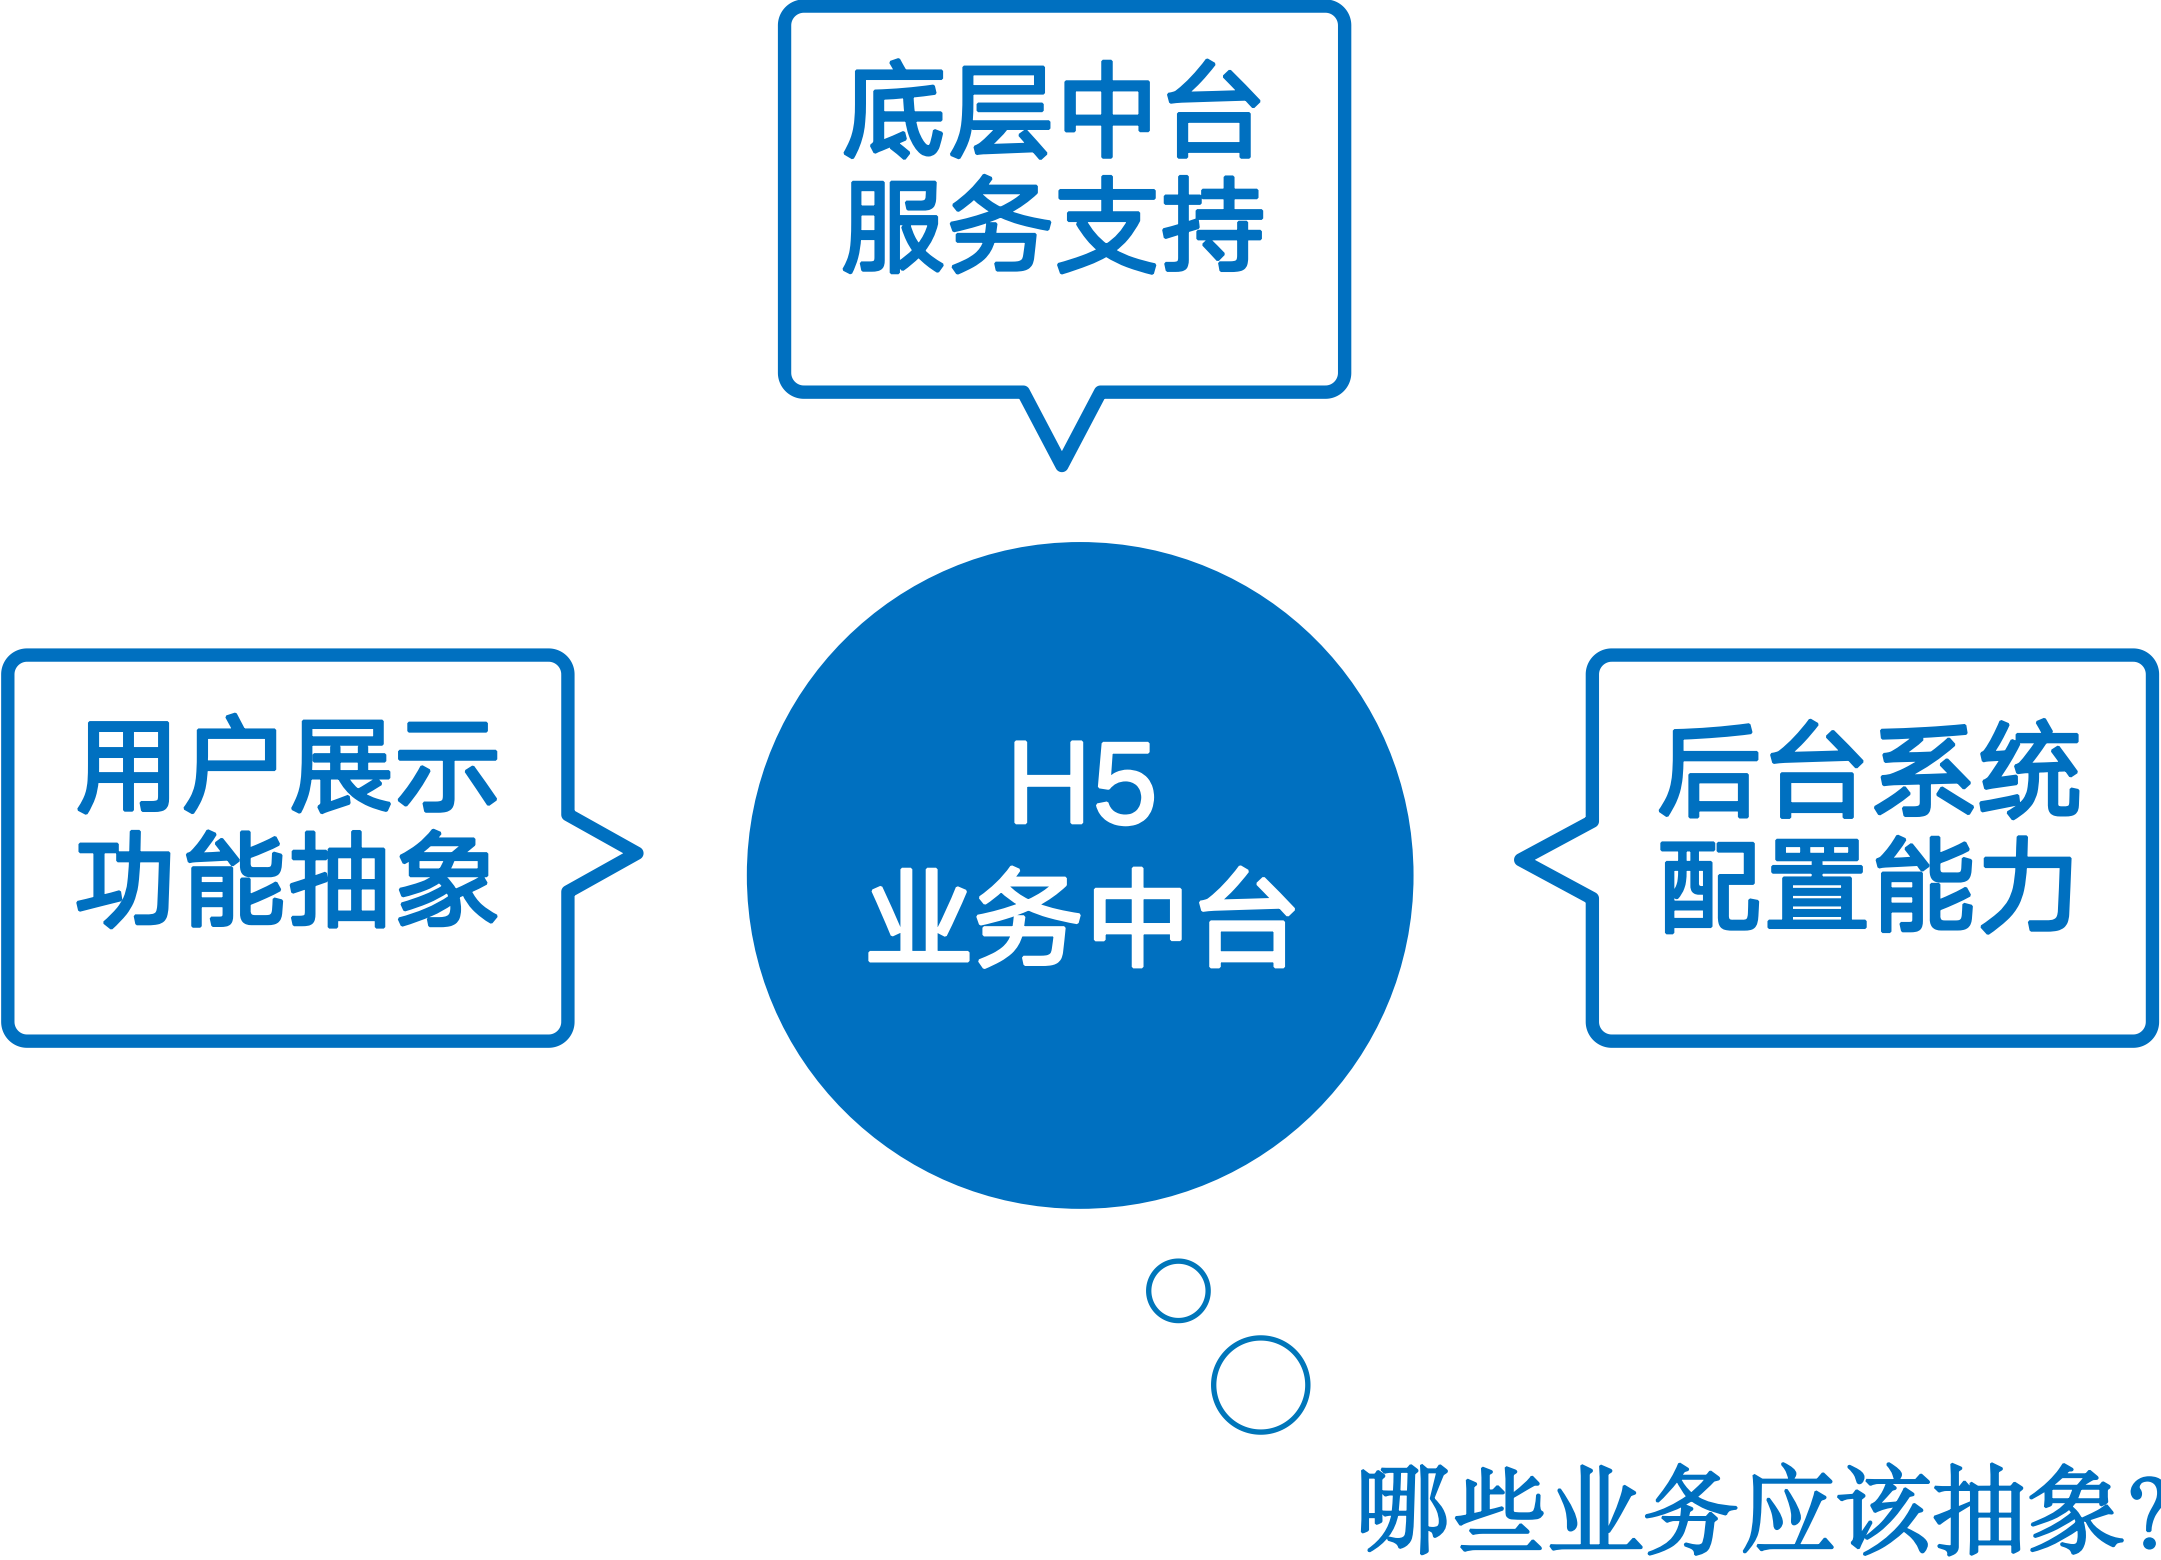 底层中台
服务支持
用户展示
功能抽象
H5
业务中台
后台系统
配置能力
哪些业务应该抽象？